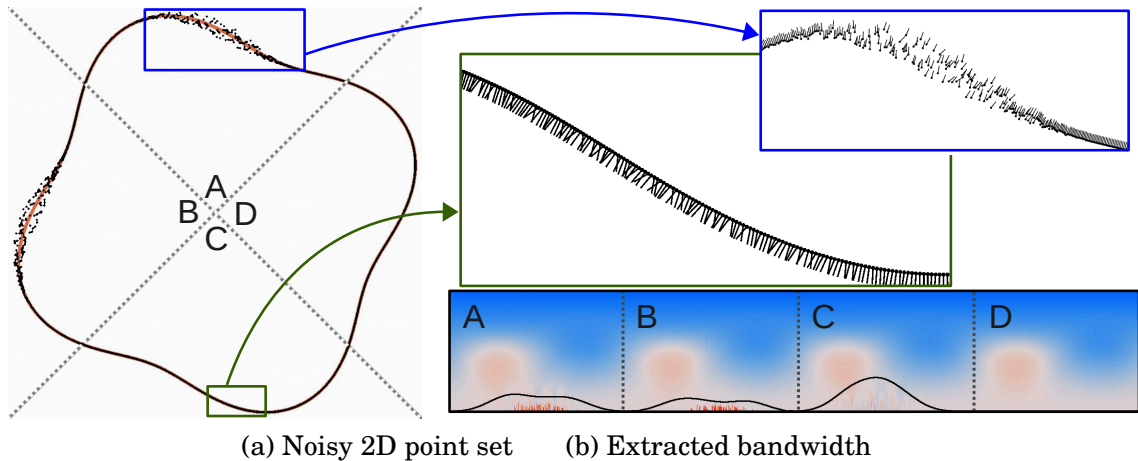 A
B D
C
A B C D
(a) Noisy 2D point set (b) Extracted bandwidth